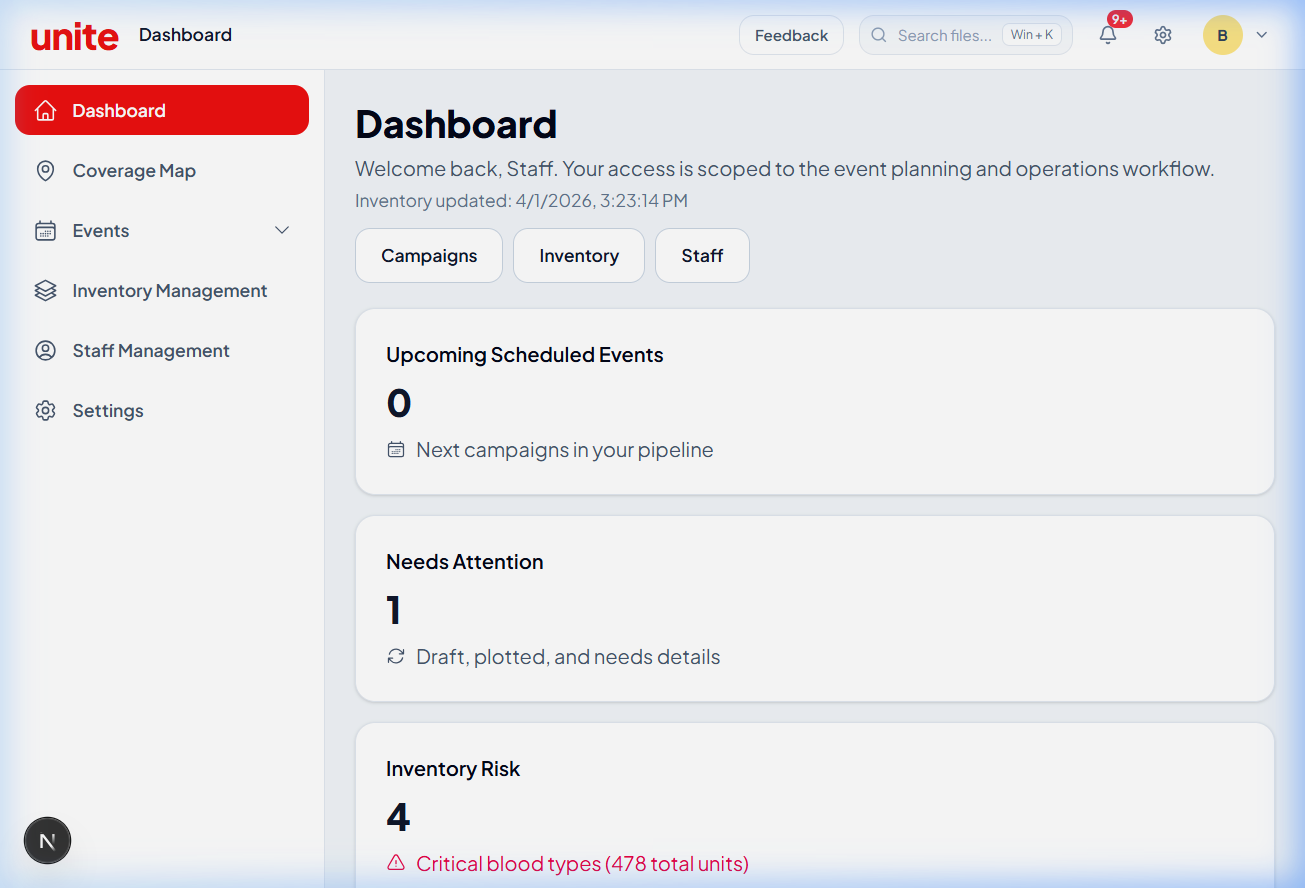 unite
Dashboard
Feedback
Search files...
Win + K
9+
B
Dashboard
Coverage Map
Events
Inventory Management
Staff Management
Settings
N
Dashboard
Welcome back, Staff. Your access is scoped to the event planning and operations workflow.
Inventory updated: 4/1/2026, 3:23:14 PM
Campaigns
Inventory
Staff
Upcoming Scheduled Events
0
Next campaigns in your pipeline
Needs Attention
1
Draft, plotted, and needs details
Inventory Risk
4
Critical blood types (478 total units)